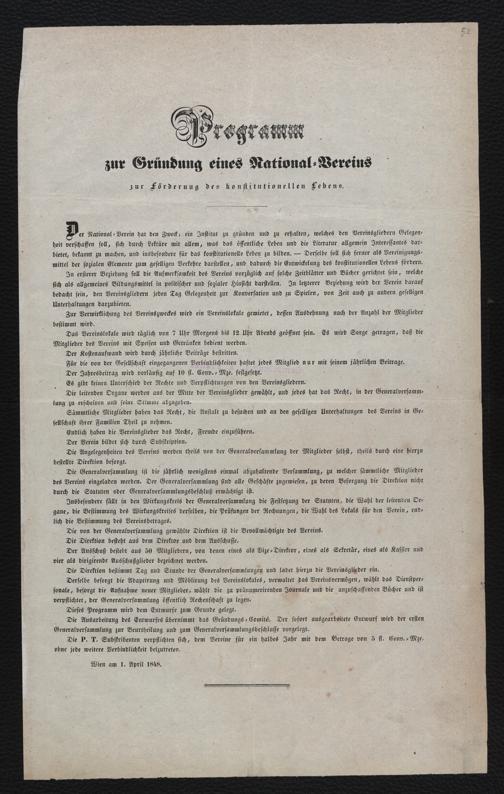 52
Programm
zur Gründung eines National-Vereins
zur Förderung des konstitutionellen Lebens.
Der National-Verein hat den Zweck, ein Institut zu gründen und zu erhalten, welches den Vereinsgliedern Gelegen-
heit verschaffen soll, sich durch Lektüre mit allem, was das öffentliche Leben und die Literatur allgemein Interessantes dar-
bietet, bekannt zu machen, und insbesondere für das konstitutionelle Leben zu bilden. — Derselbe soll sich ferner als Vereinigungs-
mittel der sozialen Elemente zum geselligen Verkehre darstellen, und dadurch die Entwickelung des konstitutionellen Lebens fördern.
In ersterer Beziehung soll die Aufmerksamkeit des Vereins vorzüglich auf solche Zeitblätter und Bücher gerichtet sein, welche
sich als allgemeines Bildungsmittel in politischer und sozialer Hinsicht darstellen. In letzterer Beziehung wird der Verein darauf
bedacht sein, den Vereinsgliedern jeden Tag Gelegenheit zur Konversation und zu Spielen, von Zeit auch zu andern geselligen
Unterhaltungen darzubieten.
Zur Verwirklichung des Vereinszweckes wird ein Vereinslokale gewietet, dessen Ausdehnung nach der Anzahl der Mitglieder
bestimmt wird.
Das Vereinslokale wird täglich von 7 Uhr Morgens bis 12 Uhr Abends geöffnet sein. Es wird Sorge getragen, daß die
Mitglieder des Vereins mit Speisen und Getränken bedient werden.
Der Kostenaufwand wird durch jährliche Beiträge bestritten.
Für die von der Gesellschaft eingegangenen Verbindlichkeiten haftet jedes Mitglied nur mit seinem jährlichen Beitrage.
Der Jahresbeitrag wird vorläufig auf 10 fl. Conv.-Mze. festgesetzt.
Es gibt keinen Unterschied der Rechte und Verpflichtungen von den Vereinsgliedern.
Die leitenden Organe werden aus der Mitte der Vereinsglieder gewählt, und jedes hat das Recht, in der Generalversamm-
lung zu erscheinen und seine Stimme abzugeben.
Sämmtliche Mitglieder haben das Recht, die Anstalt zu besuchen und an den geselligen Unterhaltungen des Vereins in Ge-
sellschaft ihrer Familien Theil zu nehmen.
Endlich haben die Vereinsglieder das Recht, Fremde einzuführen.
Der Verein bildet sich durch Subskription.
Die Angelegenheiten des Vereins werden theils von der Generalversammlung der Mitglieder selbst, theils durch eine hierzu
bestellte Direktion besorgt.
Die Generalversammlung ist die jährlich wenigstens einmal abzuhaltende Versammlung, zu welcher sämmtliche Mitglieder
des Vereins eingeladen werden. Der Generalversammlung sind alle Geschäfte zugewiesen, zu deren Besorgung die Direktion nicht
durch die Statuten oder Generalversammlungsbeschluß ermächtigt ist.
Insbesondere fällt in den Wirkungskreis der Generalversammlung die Festsetzung der Statuten, die Wahl der leitenden Or-
gane, die Bestimmung des Wirkungskreises derselben, die Prüfungen der Rechnungen, die Wahl des Lokals für den Verein, end-
lich die Bestimmung des Vereinsbetrages.
Die von der Generalversammlung gewählte Direktion ist die Bevollmächtigte des Vereins.
Die Direktion besteht aus dem Direktor und dem Ausschusse.
Der Ausschuß besteht aus 30 Mitgliedern, von denen eines als Vize-Direktor, eines als Sekretär, eines als Kassier und
vier als dirigierende Ausschußglieder bezeichnet werden.
Die Direktion bestimmt Tag und Stunde der Generalversammlungen und ladet hierzu die Vereinsglieder ein.
Derselbe besorgt die Adaptirung und Möblirung des Vereinslokales, verwaltet das Vereinsvermögen, wählt das Dienstper-
sonale, besorgt die Aufnahme neuer Mitglieder, wählt die zu pränumerirenden Journale und die anzuschaffenden Bücher und ist
verpflichtet, der Generalversammlung öffentlich Rechenschaft zu legen.
Dieses Programm wird dem Entwurfe zum Grunde gelegt.
Die Ausarbeitung des Entwurfes übernimmt das Gründungs-Comité. Der sofort ausgearbeitete Entwurf wird der ersten
Generalversammlung zur Beurtheilung und zum Generalversammlungsbeschlusse vorgelegt.
Die P. T. Subskribenten verpflichten sich, dem Vereine für ein halbes Jahr mit dem Betrage von 5 fl. Conv.-Mze.
ohne jede weitere Verbindlichkeit beizutreten.
Wien am 1. April 1848.